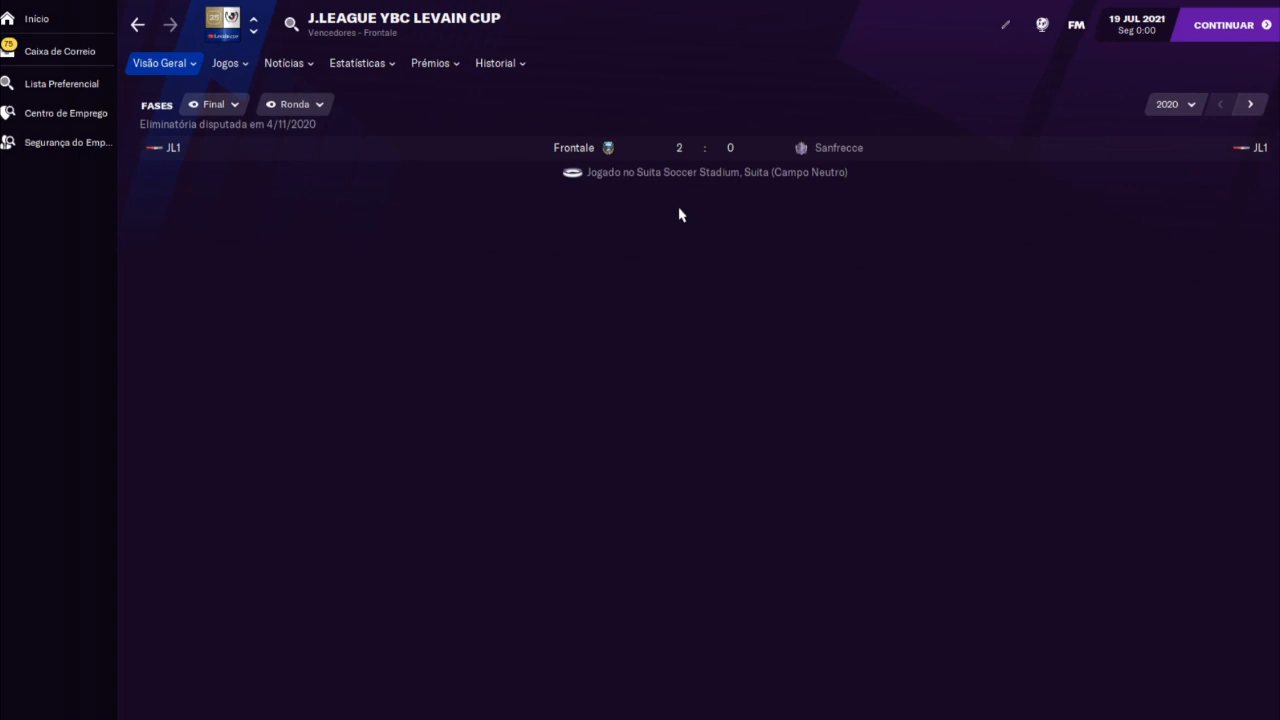 Início
75
Caixa de Correio
Lista Preferencial
Centro de Emprego
Segurança do Emp...
J.LEAGUE YBC LEVAIN CUP
Vencedores - Frontale
FM
19 JUL 2021
Seg 0:00
CONTINUAR
Visão Geral
Jogos
Notícias
Estatísticas
Prémios
Historial
FASES
Final
Ronda
2020
Eliminatória disputada em 4/11/2020
JL1
Frontale
2 : 0
Sanfrecce
JL1
Jogado no Suita Soccer Stadium, Suita (Campo Neutro)